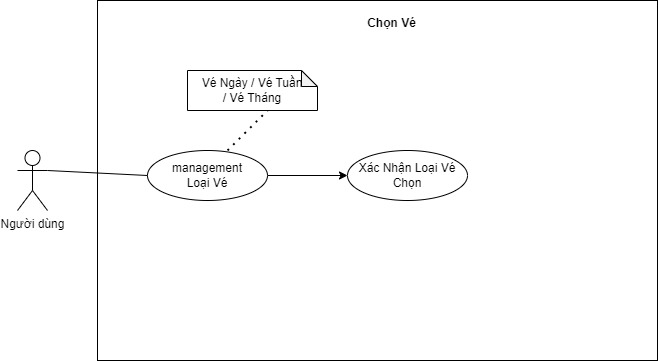 Chọn Vé
Vé Ngày / Vé Tuần
/ Vé Tháng
management
Loại Vé
Xác Nhận Loại Vé
Chọn
Người dùng